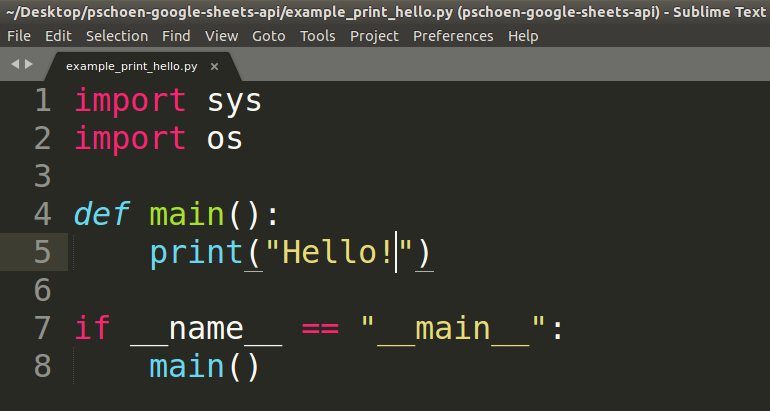 ~/Desktop/pschoen-google-sheets-api/example_print_hello.py (pschoen-google-sheets-api) - Sublime Text
File Edit Selection Find View Goto Tools Project Preferences Help
example_print_hello.py ×
1 import sys
2 import os
3
4 def main():
5     print("Hello!")
6
7 if __name__ == "__main__":
8     main()